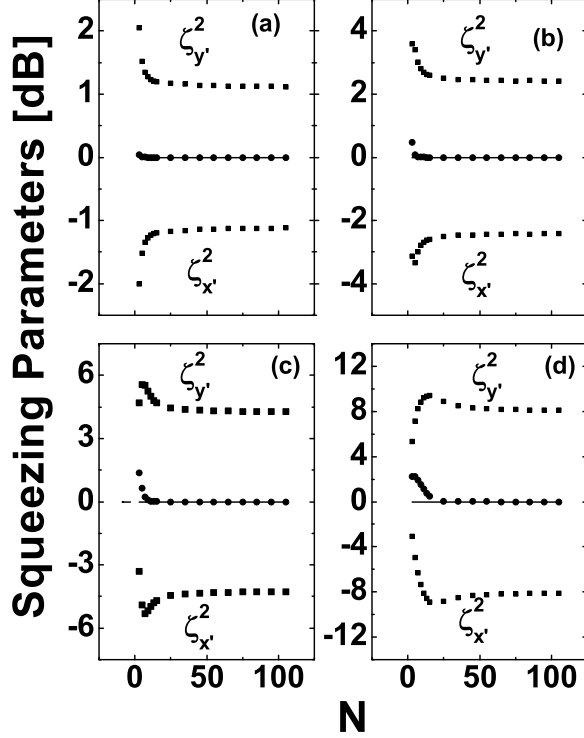 Squeezing Parameters [dB]
(a)
ζ²y'
ζ²x'
2
1
0
-1
-2
(b)
ζ²y'
ζ²x'
4
2
0
-2
-4
(c)
ζ²y'
ζ²x'
6
3
0
-3
-6
0 50 100
(d)
ζ²y'
ζ²x'
12
8
4
0
-4
-8
-12
0 50 100
N